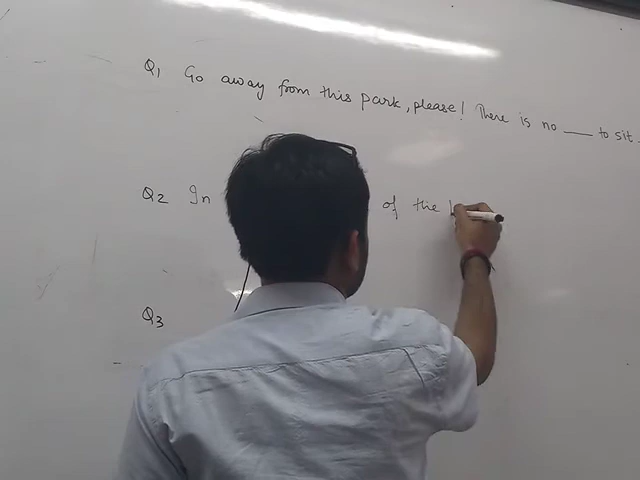 Q1 Go away from this park, please! There is no ___ to sit.
Q2 In of the
Q3